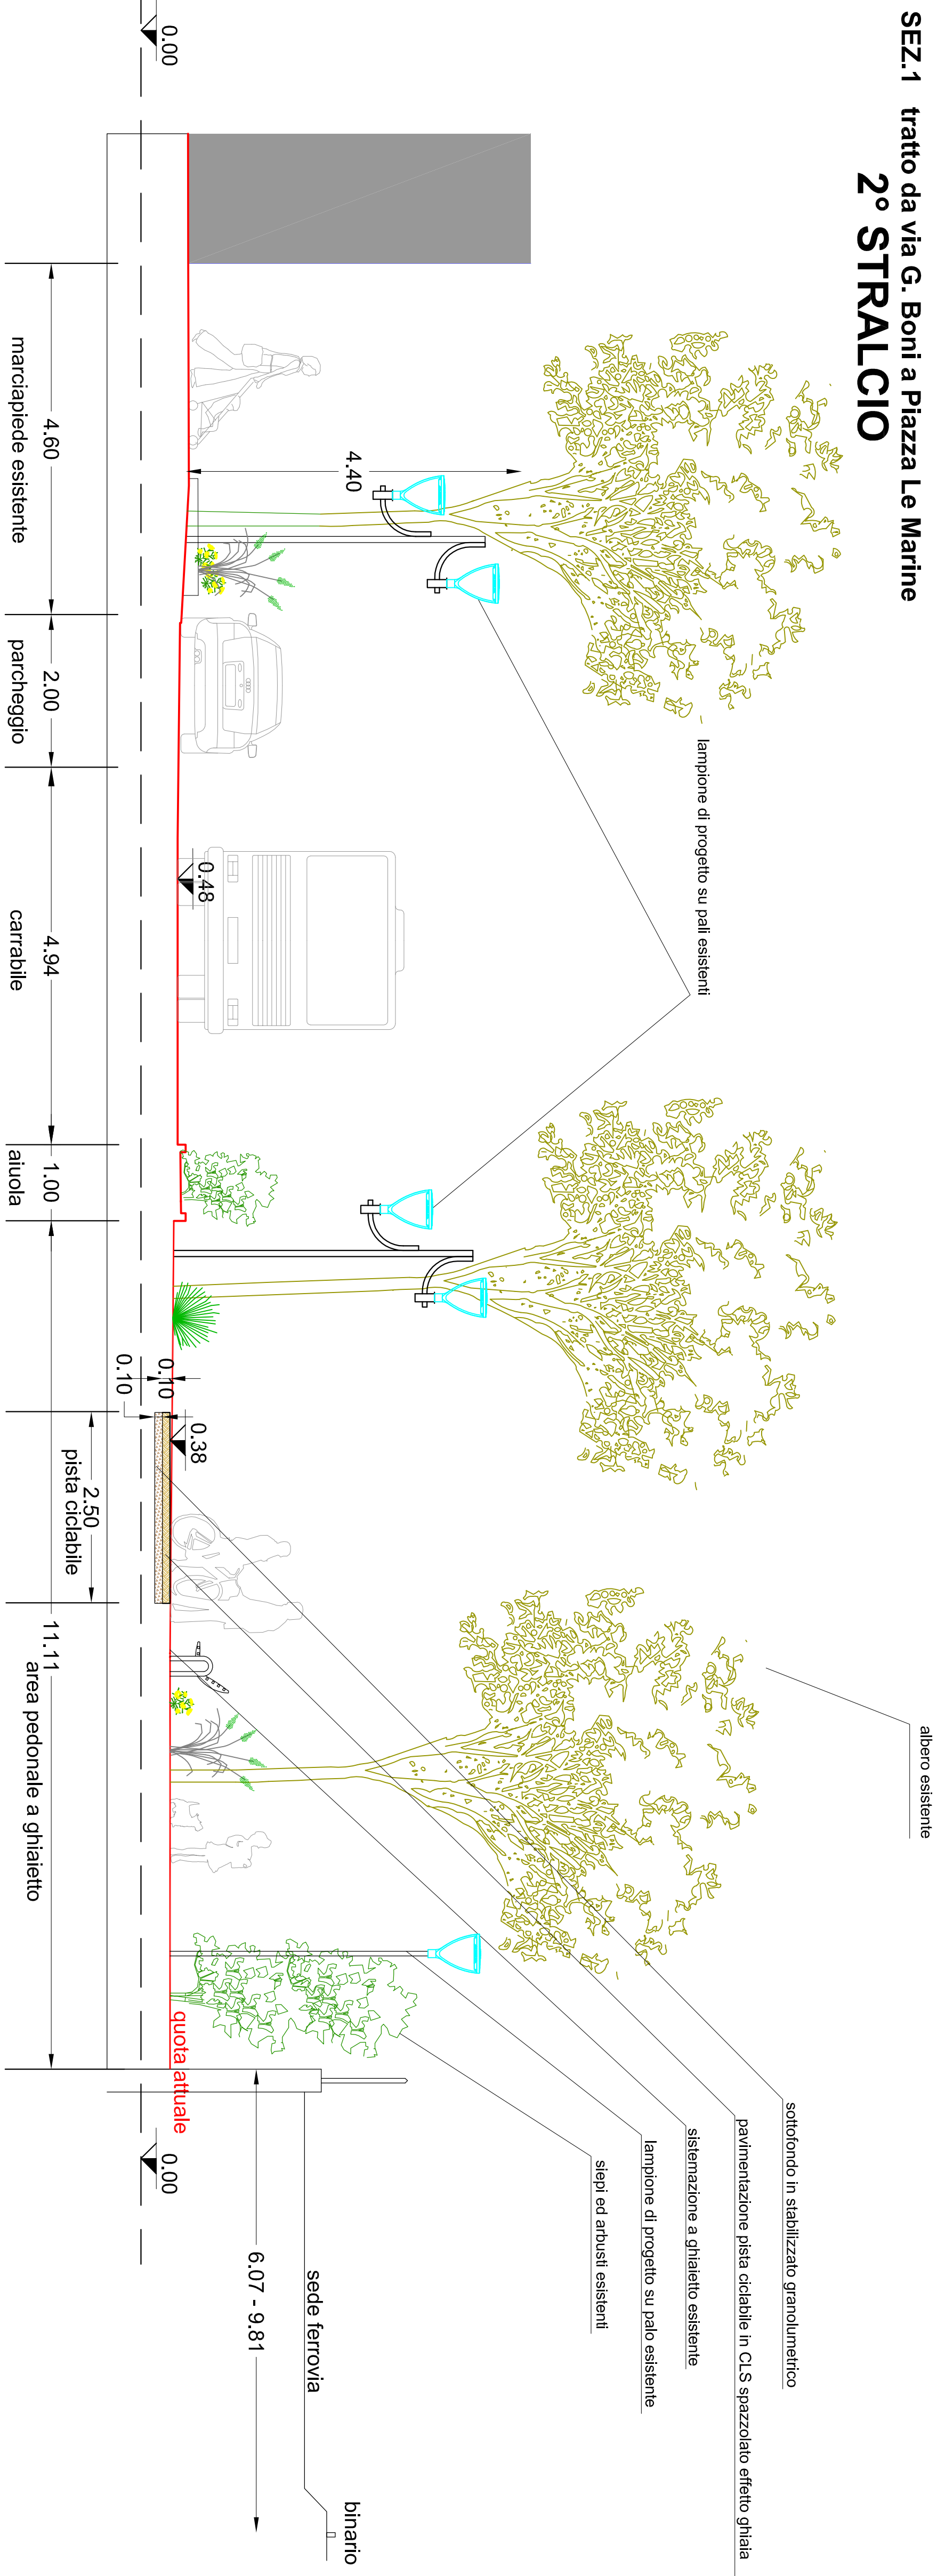 SEZ.1 tratto da via G. Boni a Piazza Le Marine
2° STRALCIO
albero esistente
lampione di progetto su pali esistenti
sottofondo in stabilizzato granolumetrico
pavimentazione pista ciclabile in CLS spazzolato effetto ghiaia
sistemazione a ghiaietto esistente
lampione di progetto su palo esistente
siepi ed arbusti esistenti
4.40
sede ferrovia
binario
6.07 - 9.81
0.48
0.38
quota attuale
0.00
0.00
0.10
0.10
2.50
pista ciclabile
4.60
2.00
4.94
1.00
11.11
marciapiede esistente
parcheggio
carrabile
aiuola
area pedonale a ghiaietto